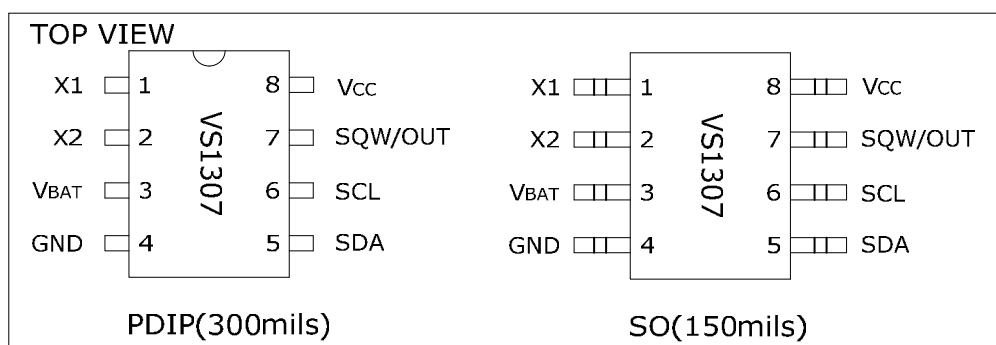 TOP VIEW
X1 1 8 VCC
X2 2 7 SQW/OUT
VBAT 3 6 SCL
GND 4 5 SDA
VS1307
PDIP(300mils)
X1 1 8 VCC
X2 2 7 SQW/OUT
VBAT 3 6 SCL
GND 4 5 SDA
VS1307
SO(150mils)